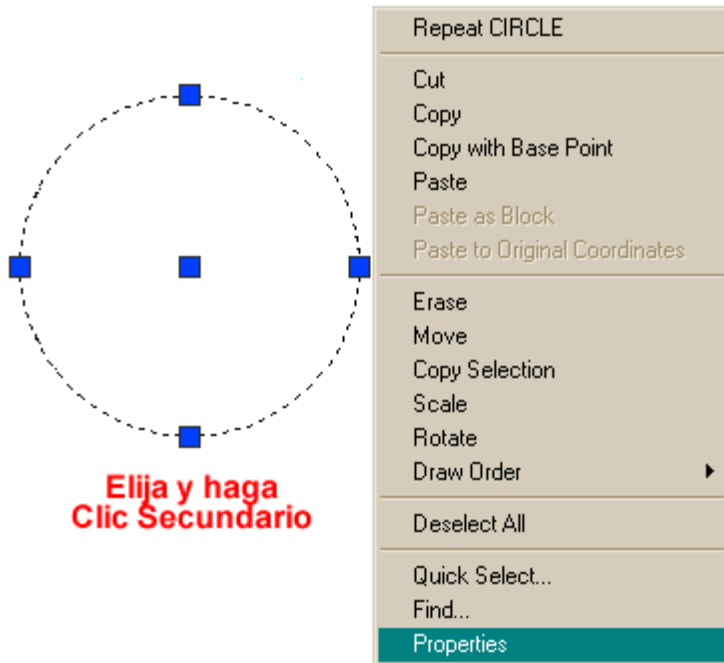 Repeat CIRCLE
Cut
Copy
Copy with Base Point
Paste
Paste as Block
Paste to Original Coordinates
Erase
Move
Copy Selection
Scale
Rotate
Draw Order
Deselect All
Quick Select...
Find...
Properties
Elija y haga
Clic Secundario